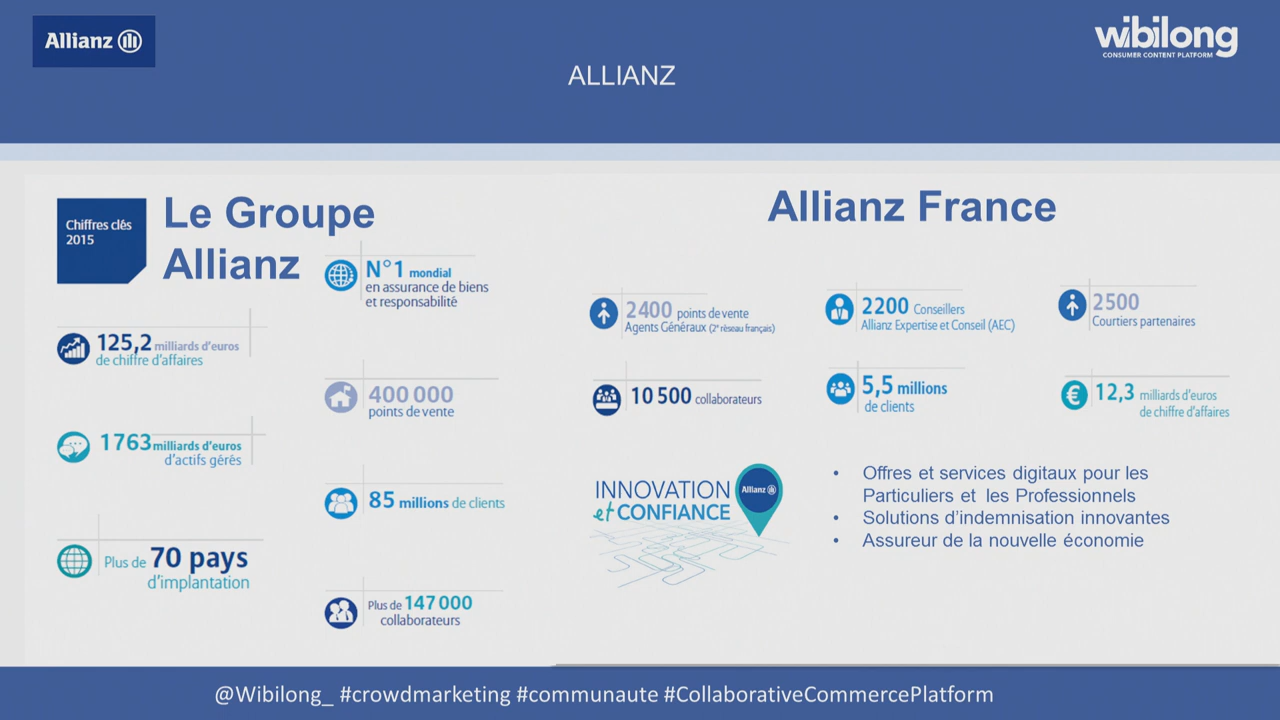 Allianz
wibilong
CONSUMER CONTENT PLATFORM
ALLIANZ
Chiffres clés
2015
Le Groupe
Allianz
N°1 mondial
en assurance de biens
et responsabilité
125,2 milliards d'euros
de chiffre d'affaires
400 000
points de vente
1763 milliards d'euros
d'actifs gérés
85 millions de clients
Plus de 70 pays
d'implantation
Plus de 147 000
collaborateurs
Allianz France
2400 points de vente
Agents Généraux (2e réseau français)
2200 Conseillers
Allianz Expertise et Conseil (AEC)
2500
Courtiers partenaires
10 500 collaborateurs
5,5 millions
de clients
12,3 milliards d'euros
de chiffre d'affaires
INNOVATION
et CONFIANCE
Allianz
• Offres et services digitaux pour les
Particuliers et les Professionnels
• Solutions d'indemnisation innovantes
• Assureur de la nouvelle économie
@Wibilong_ #crowdmarketing #communaute #CollaborativeCommercePlatform